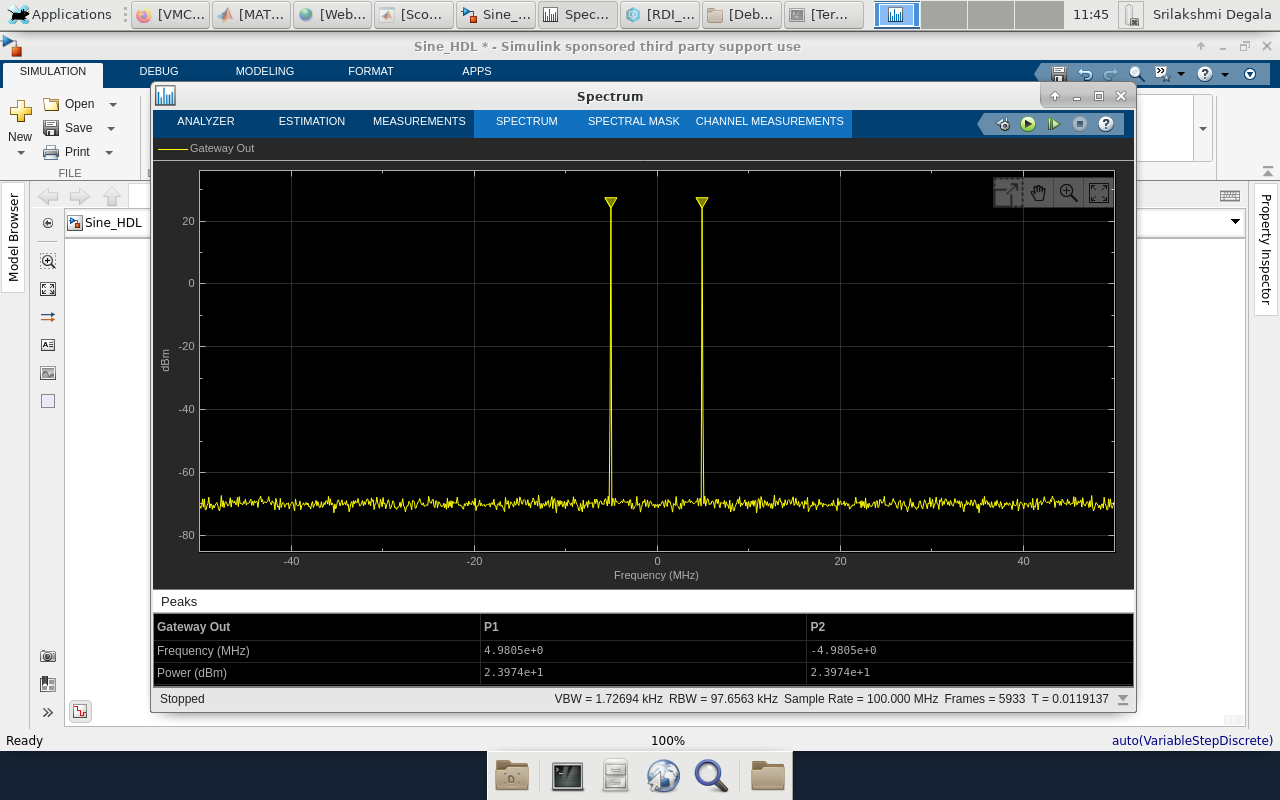 Applications
[VMC...
[MAT...
[Web...
[Sco...
Sine_...
Spec...
[RDI_...
[Deb...
[Ter...
11:45
Srilakshmi Degala
Sine_HDL * - Simulink sponsored third party support use
SIMULATION
DEBUG
MODELING
FORMAT
APPS
New
Open
Save
Print
FILE
Spectrum
ANALYZER
ESTIMATION
MEASUREMENTS
SPECTRUM
SPECTRAL MASK
CHANNEL MEASUREMENTS
Gateway Out
Model Browser
Sine_HDL
Property Inspector
20
0
-20
-40
-60
-80
dBm
-40
-20
0
20
40
Frequency (MHz)
Peaks
Gateway Out P1 P2
Frequency (MHz) 4.9805e+0 -4.9805e+0
Power (dBm) 2.3974e+1 2.3974e+1
Stopped
VBW = 1.72694 kHz RBW = 97.6563 kHz Sample Rate = 100.000 MHz Frames = 5933 T = 0.0119137
Ready
100%
auto(VariableStepDiscrete)